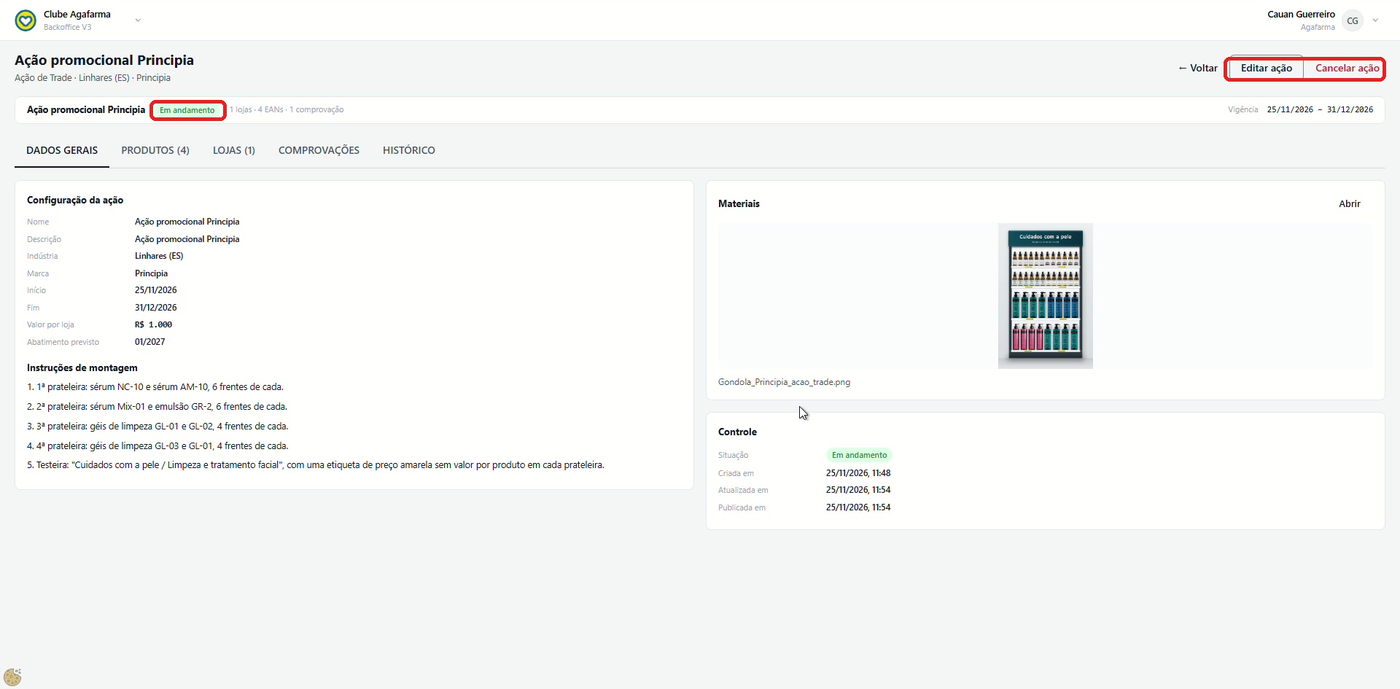 Clube Agafarma
Backoffice V3
Cauan Guerreiro
Agafarma
CG
Ação promocional Principia
Ação de Trade · Linhares (ES) · Principia
← Voltar
Editar ação
Cancelar ação
Ação promocional Principia
Em andamento
1 lojas · 4 EANs · 1 comprovação
Vigência 25/11/2026 – 31/12/2026
DADOS GERAIS
PRODUTOS (4)
LOJAS (1)
COMPROVAÇÕES
HISTÓRICO
Configuração da ação
Nome Ação promocional Principia
Descrição Ação promocional Principia
Indústria Linhares (ES)
Marca Principia
Início 25/11/2026
Fim 31/12/2026
Valor por loja R$ 1.000
Abatimento previsto 01/2027
Instruções de montagem
1. 1ª prateleira: sérum NC-10 e sérum AM-10, 6 frentes de cada.
2. 2ª prateleira: sérum Mix-01 e emulsão GR-2, 6 frentes de cada.
3. 3ª prateleira: géis de limpeza GL-01 e GL-02, 4 frentes de cada.
4. 4ª prateleira: géis de limpeza GL-03 e GL-01, 4 frentes de cada.
5. Testeira: "Cuidados com a pele / Limpeza e tratamento facial", com uma etiqueta de preço amarela sem valor por produto em cada prateleira.
Materiais
Abrir
Cuidados com a pele
Gondola_Principia_acao_trade.png
Controle
Situação Em andamento
Criada em 25/11/2026, 11:48
Atualizada em 25/11/2026, 11:54
Publicada em 25/11/2026, 11:54